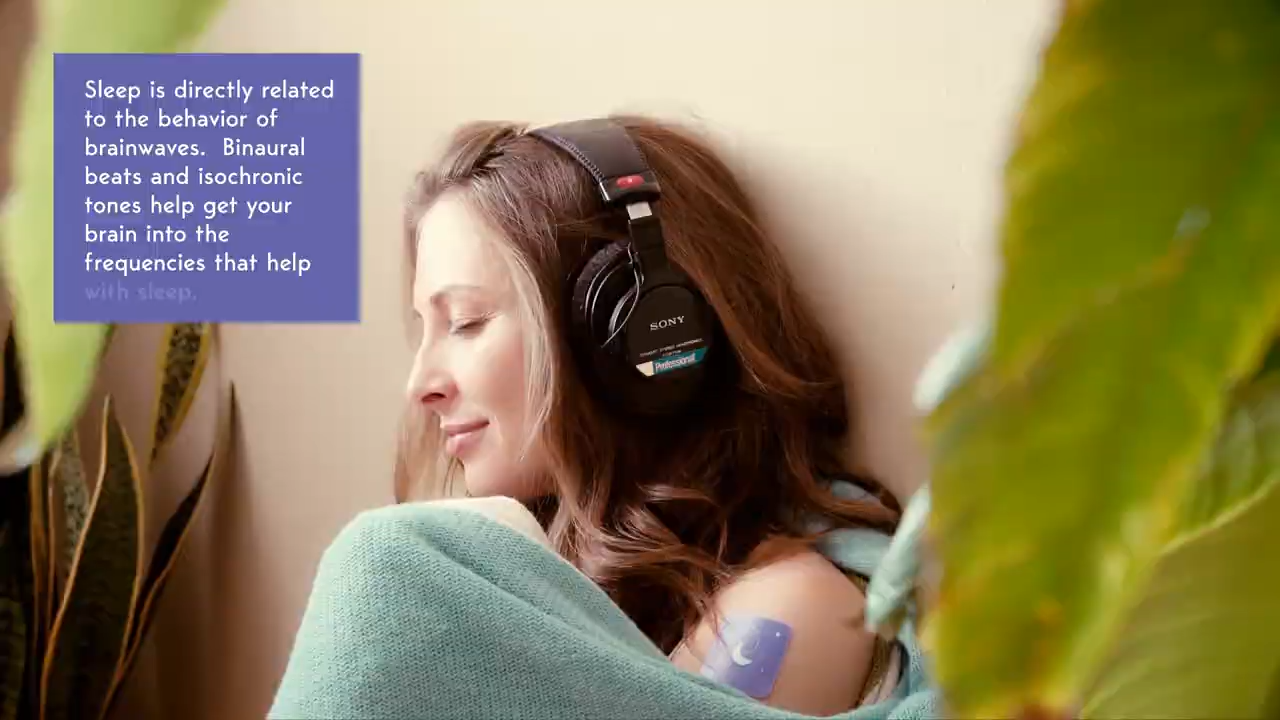 Sleep is directly related
to the behavior of
brainwaves.  Binaural
beats and isochronic
tones help get your
brain into the
frequencies that help
with sleep.
SONY
Professional